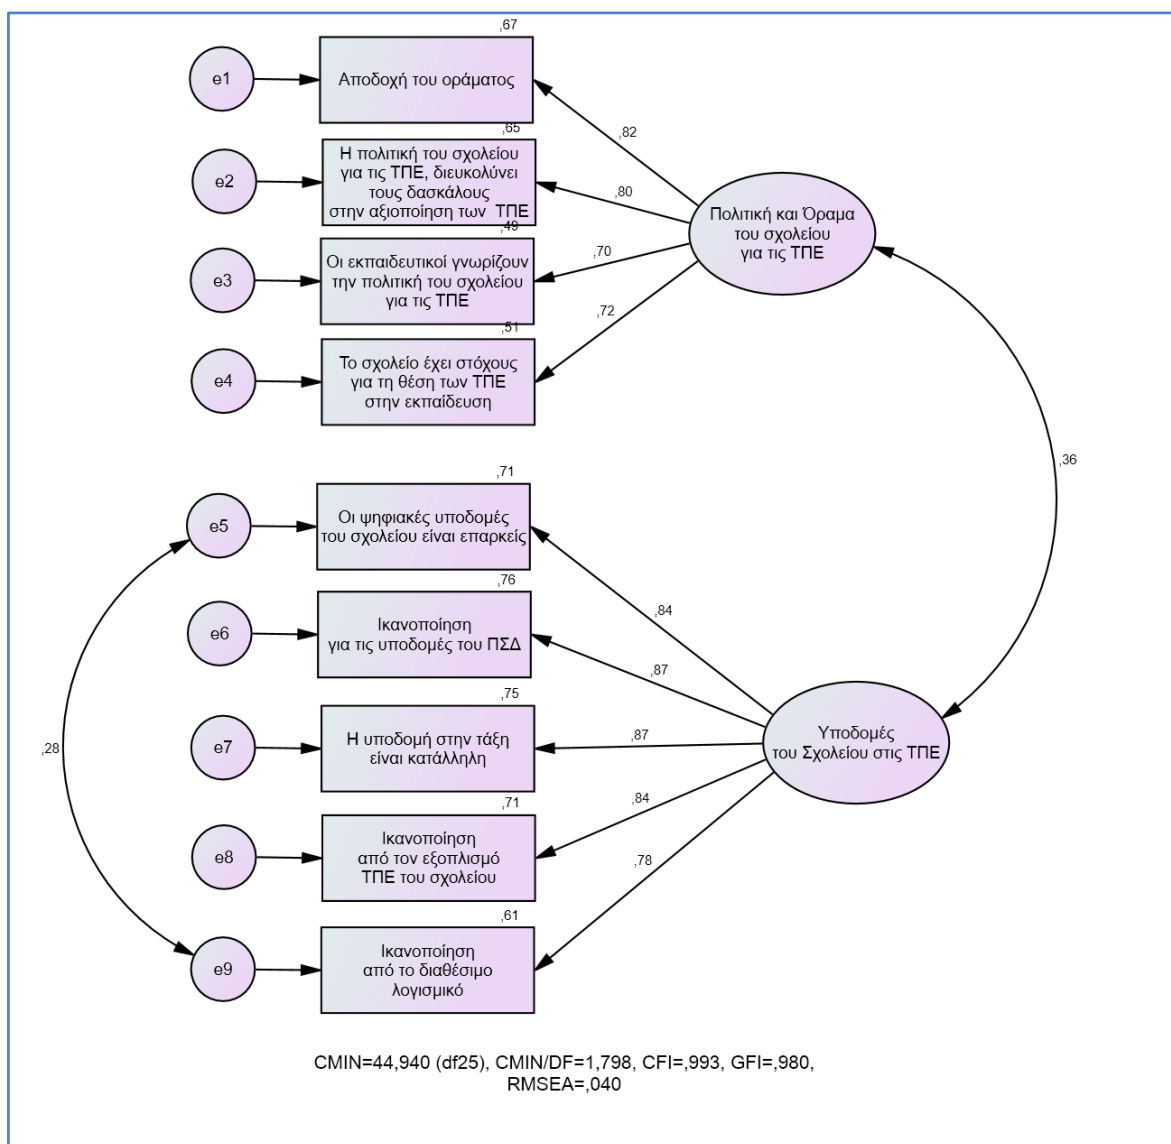 ,67
e1
Αποδοχή του οράματος
,82
,65
e2
Η πολιτική του σχολείου
για τις ΤΠΕ, διευκολύνει
τους δασκάλους
στην αξιοποίηση των ΤΠΕ
,80
Πολιτική και Όραμα
του σχολείου
για τις ΤΠΕ
,49
e3
Οι εκπαιδευτικοί γνωρίζουν
την πολιτική του σχολείου
για τις ΤΠΕ
,70
,72
,51
e4
Το σχολείο έχει στόχους
για τη θέση των ΤΠΕ
στην εκπαίδευση
,36
,71
e5
Οι ψηφιακές υποδομές
του σχολείου είναι επαρκείς
,84
,76
e6
Ικανοποίηση
για τις υποδομές του ΠΣΔ
,87
,75
,28
e7
Η υποδομή στην τάξη
είναι κατάλληλη
,87
Υποδομές
του Σχολείου στις ΤΠΕ
,71
e8
Ικανοποίηση
από τον εξοπλισμό
ΤΠΕ του σχολείου
,84
,78
,61
e9
Ικανοποίηση
από το διαθέσιμο
λογισμικό
CMIN=44,940 (df25), CMIN/DF=1,798, CFI=,993, GFI=,980,
RMSEA=,040